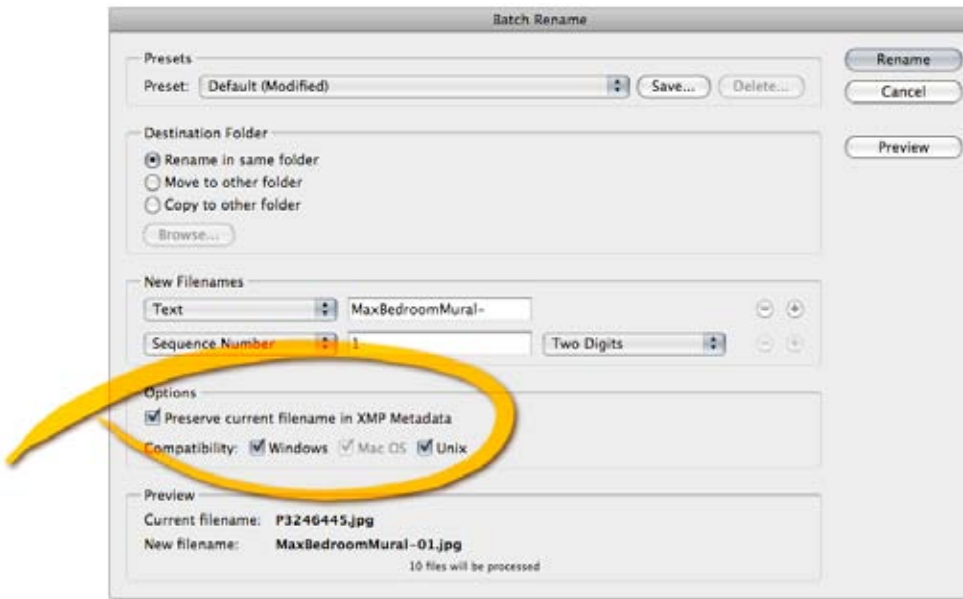 Batch Rename
Presets
Preset: Default (Modified) Save... Delete...
Rename
Cancel
Preview
Destination Folder
Rename in same folder
Move to other folder
Copy to other folder
Browse...
New Filenames
Text MaxBedroomMural-
Sequence Number 1 Two Digits
Options
Preserve current filename in XMP Metadata
Compatibility: Windows Mac OS Unix
Preview
Current filename: P3246445.jpg
New filename: MaxBedroomMural-01.jpg
10 files will be processed